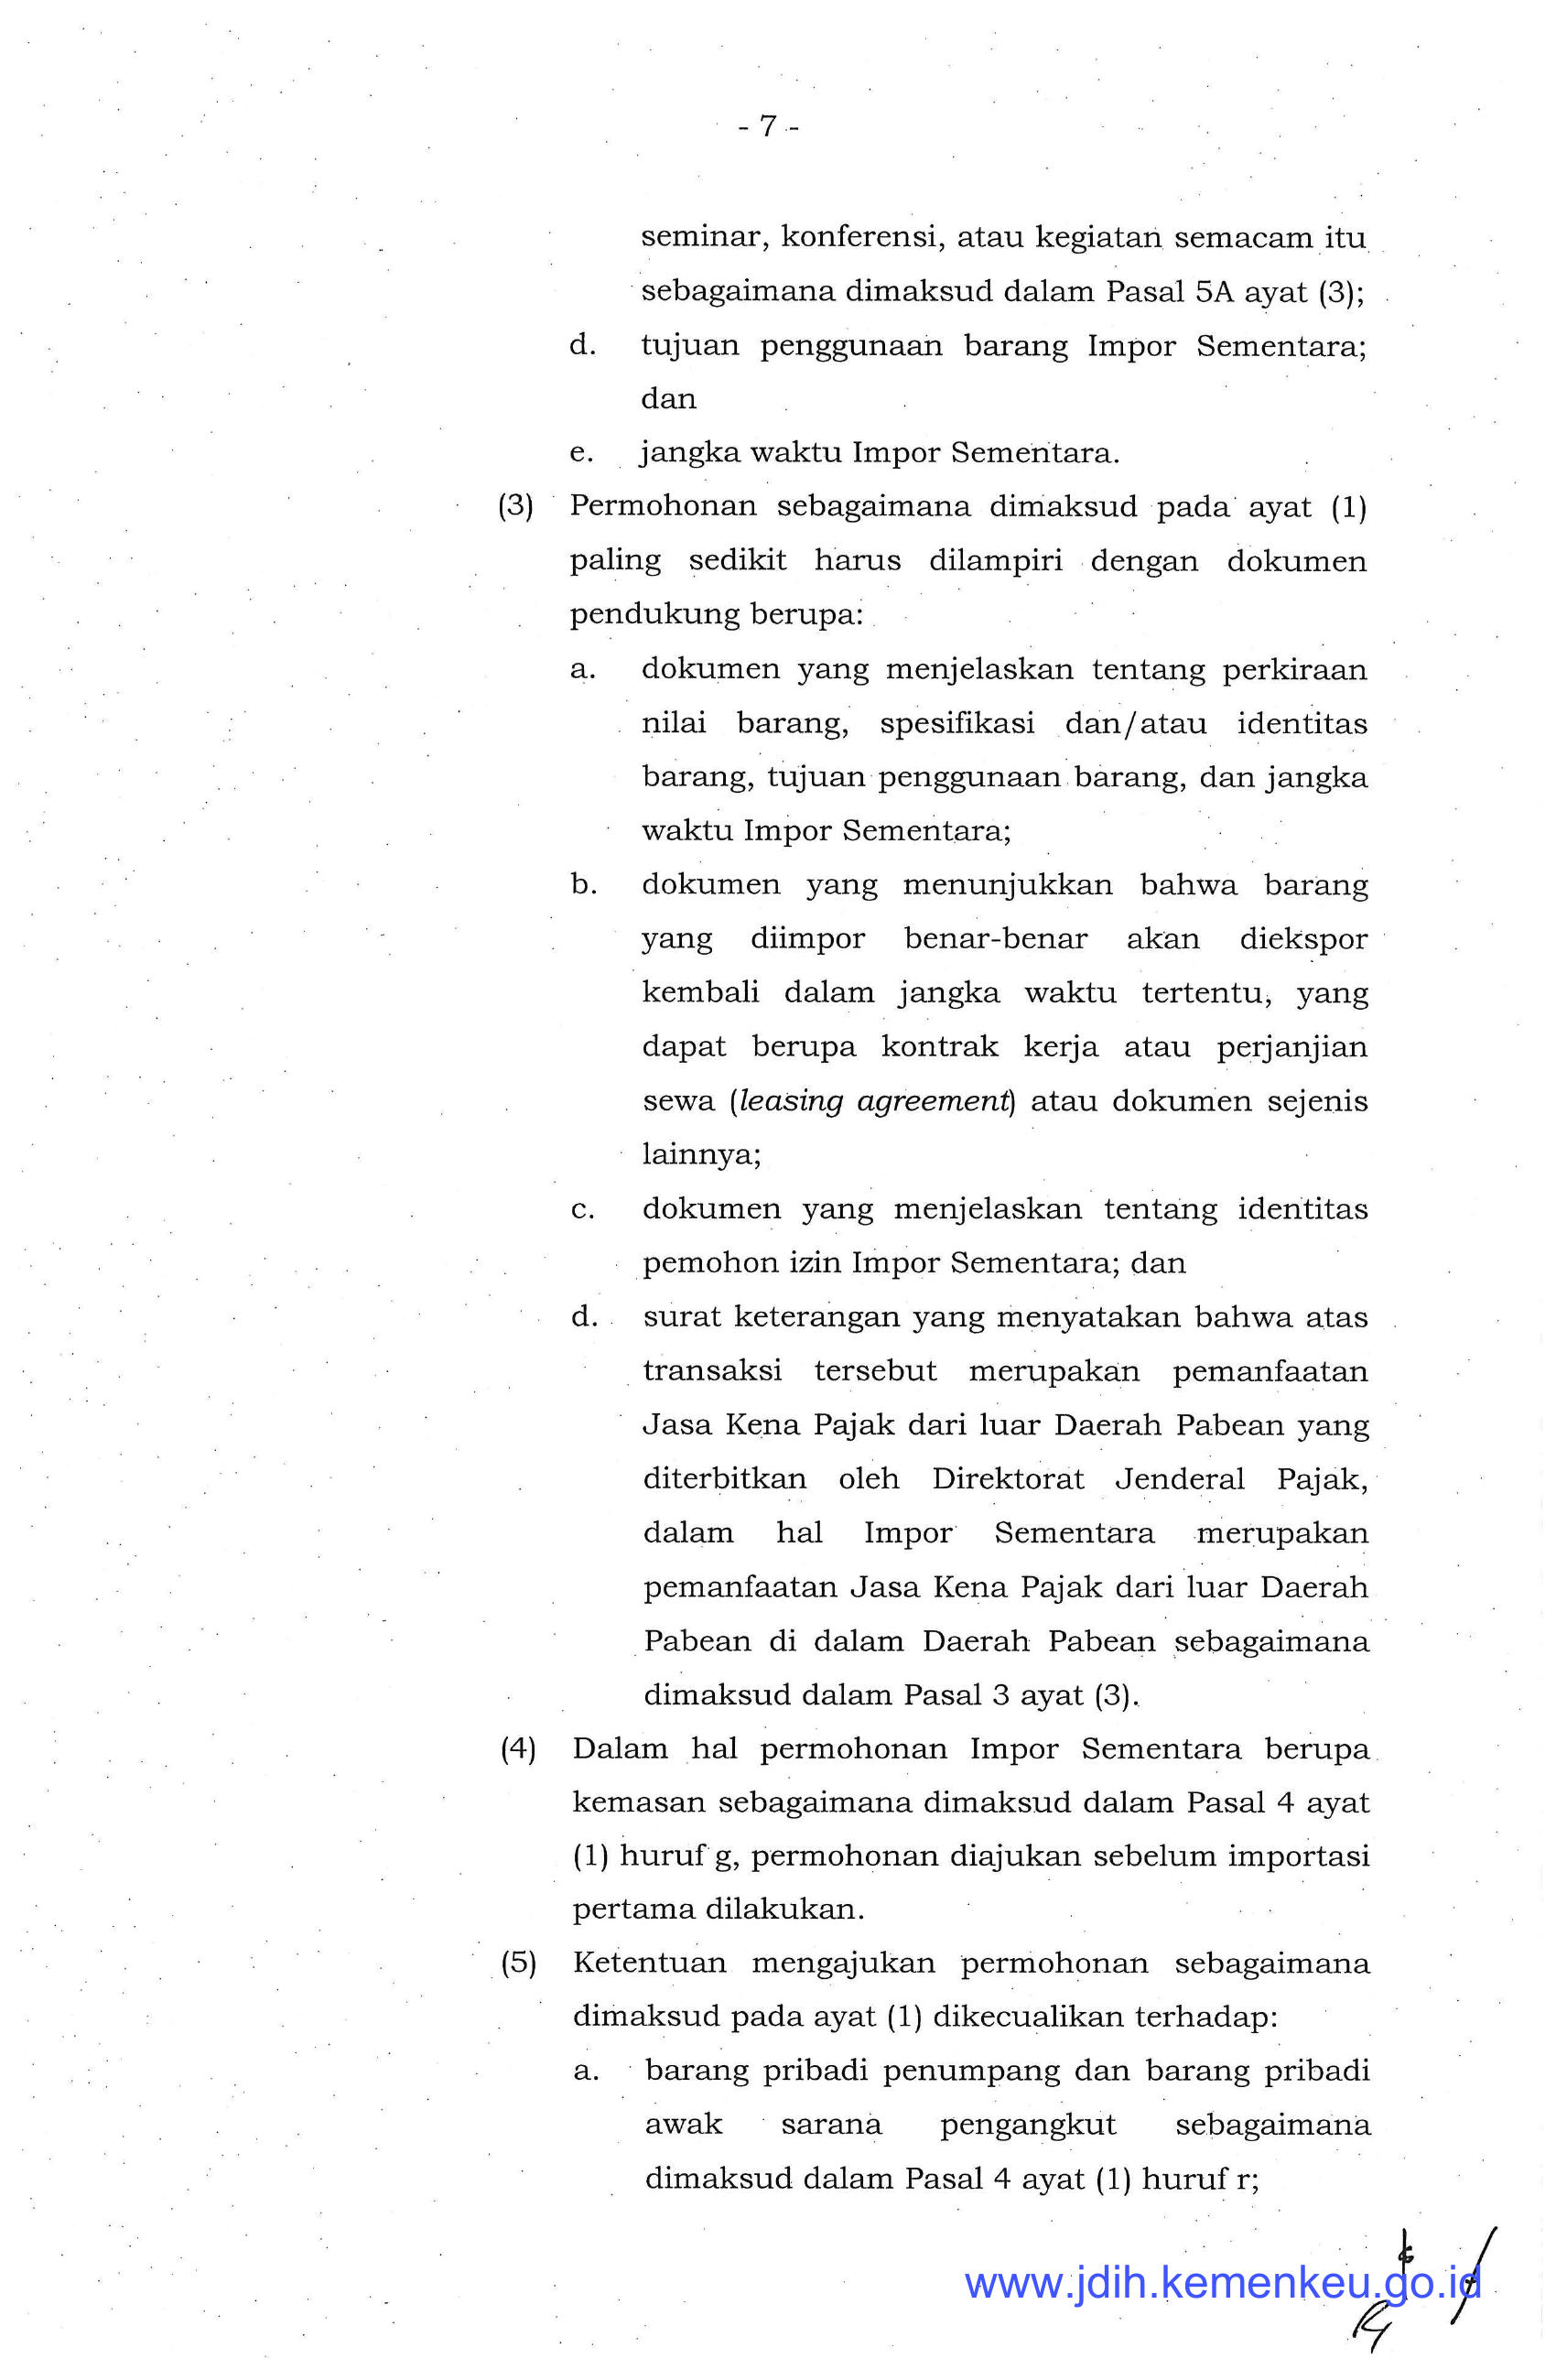 - 7 -
seminar, konferensi, atau kegiatan semacam itu
sebagaimana dimaksud dalam Pasal 5A ayat (3);
d. tujuan penggunaan barang Impor Sementara;
dan
e. jangka waktu Impor Sementara.
(3) Permohonan sebagaimana dimaksud pada ayat (1)
paling sedikit harus dilampiri dengan dokumen
pendukung berupa:
a. dokumen yang menjelaskan tentang perkiraan
nilai barang, spesifikasi dan/atau identitas
barang, tujuan penggunaan barang, dan jangka
waktu Impor Sementara;
b. dokumen yang menunjukkan bahwa barang
yang diimpor benar-benar akan diekspor
kembali dalam jangka waktu tertentu, yang
dapat berupa kontrak kerja atau perjanjian
sewa (leasing agreement) atau dokumen sejenis
lainnya;
c. dokumen yang menjelaskan tentang identitas
pemohon izin Impor Sementara; dan
d. surat keterangan yang menyatakan bahwa atas
transaksi tersebut merupakan pemanfaatan
Jasa Kena Pajak dari luar Daerah Pabean yang
diterbitkan oleh Direktorat Jenderal Pajak,
dalam hal Impor Sementara merupakan
pemanfaatan Jasa Kena Pajak dari luar Daerah
Pabean di dalam Daerah Pabean sebagaimana
dimaksud dalam Pasal 3 ayat (3).
(4) Dalam hal permohonan Impor Sementara berupa
kemasan sebagaimana dimaksud dalam Pasal 4 ayat
(1) huruf g, permohonan diajukan sebelum importasi
pertama dilakukan.
(5) Ketentuan mengajukan permohonan sebagaimana
dimaksud pada ayat (1) dikecualikan terhadap:
a. barang pribadi penumpang dan barang pribadi
awak sarana pengangkut sebagaimana
dimaksud dalam Pasal 4 ayat (1) huruf r;
www.jdih.kemenkeu.go.id